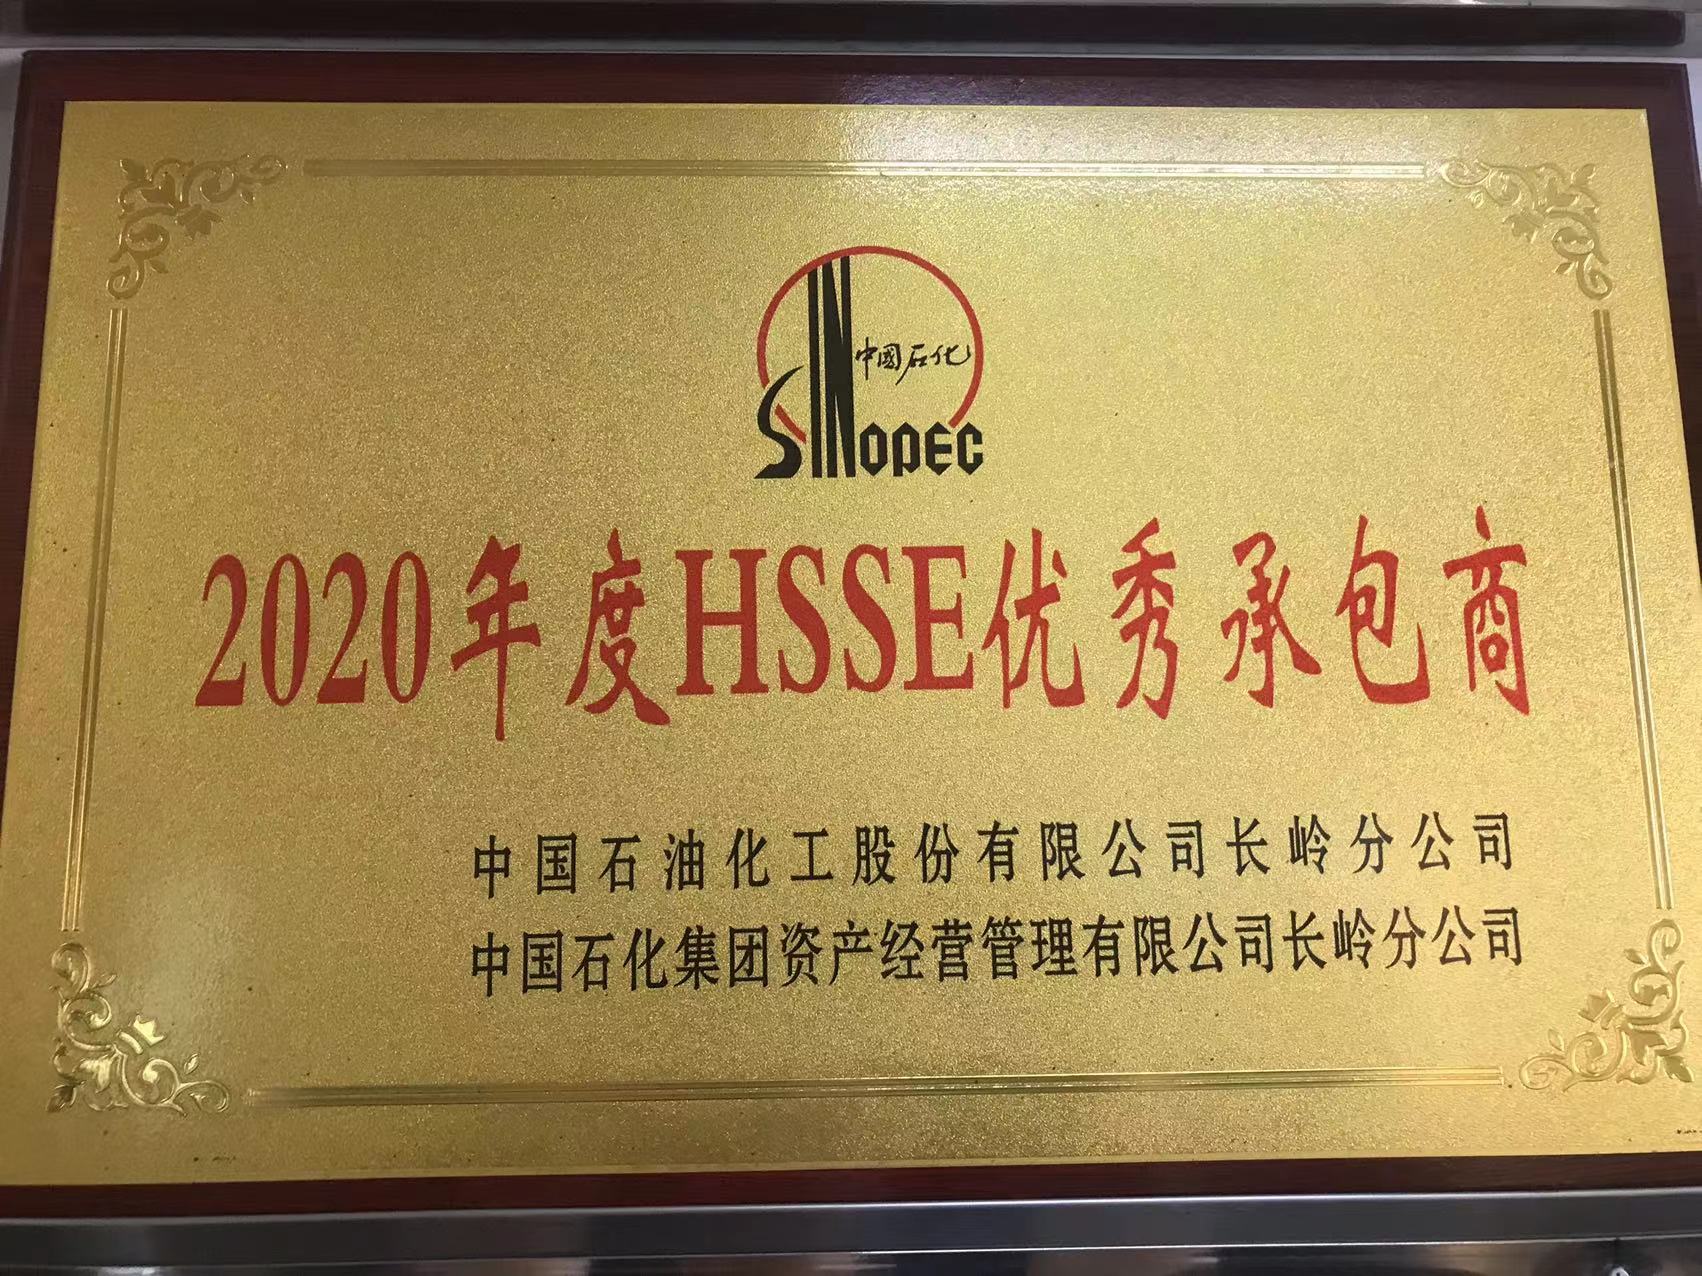 中國石化
SINOPEC
2020年度HSSE优秀承包商
中国石油化工股份有限公司长岭分公司
中国石化集团资产经营管理有限公司长岭分公司